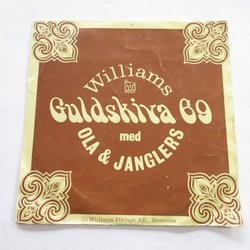 Williams
W
Guldskiva 69
med
OLA & JANGLERS
Williams Förlags AB, Bromma